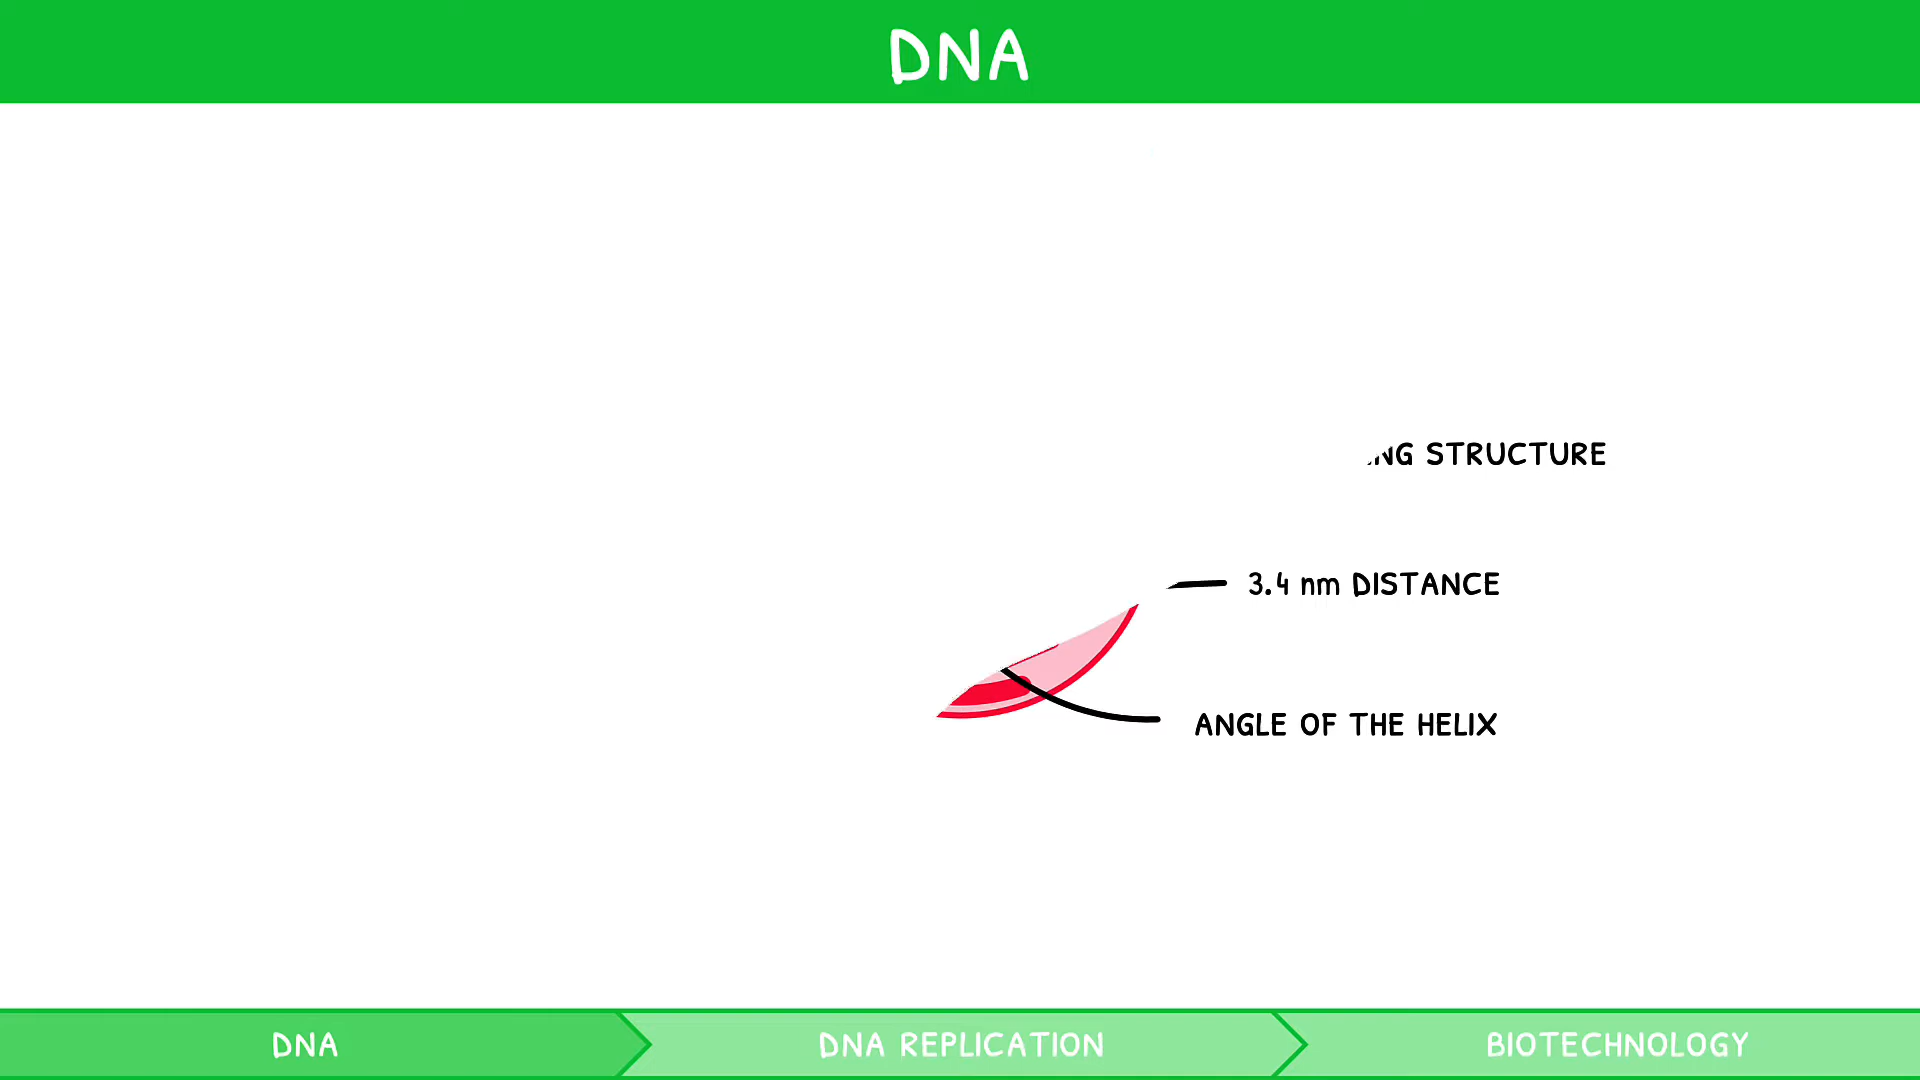 DNA
STRUCTURE
3.4 nm DISTANCE
ANGLE OF THE HELIX
DNA
DNA REPLICATION
BIOTECHNOLOGY